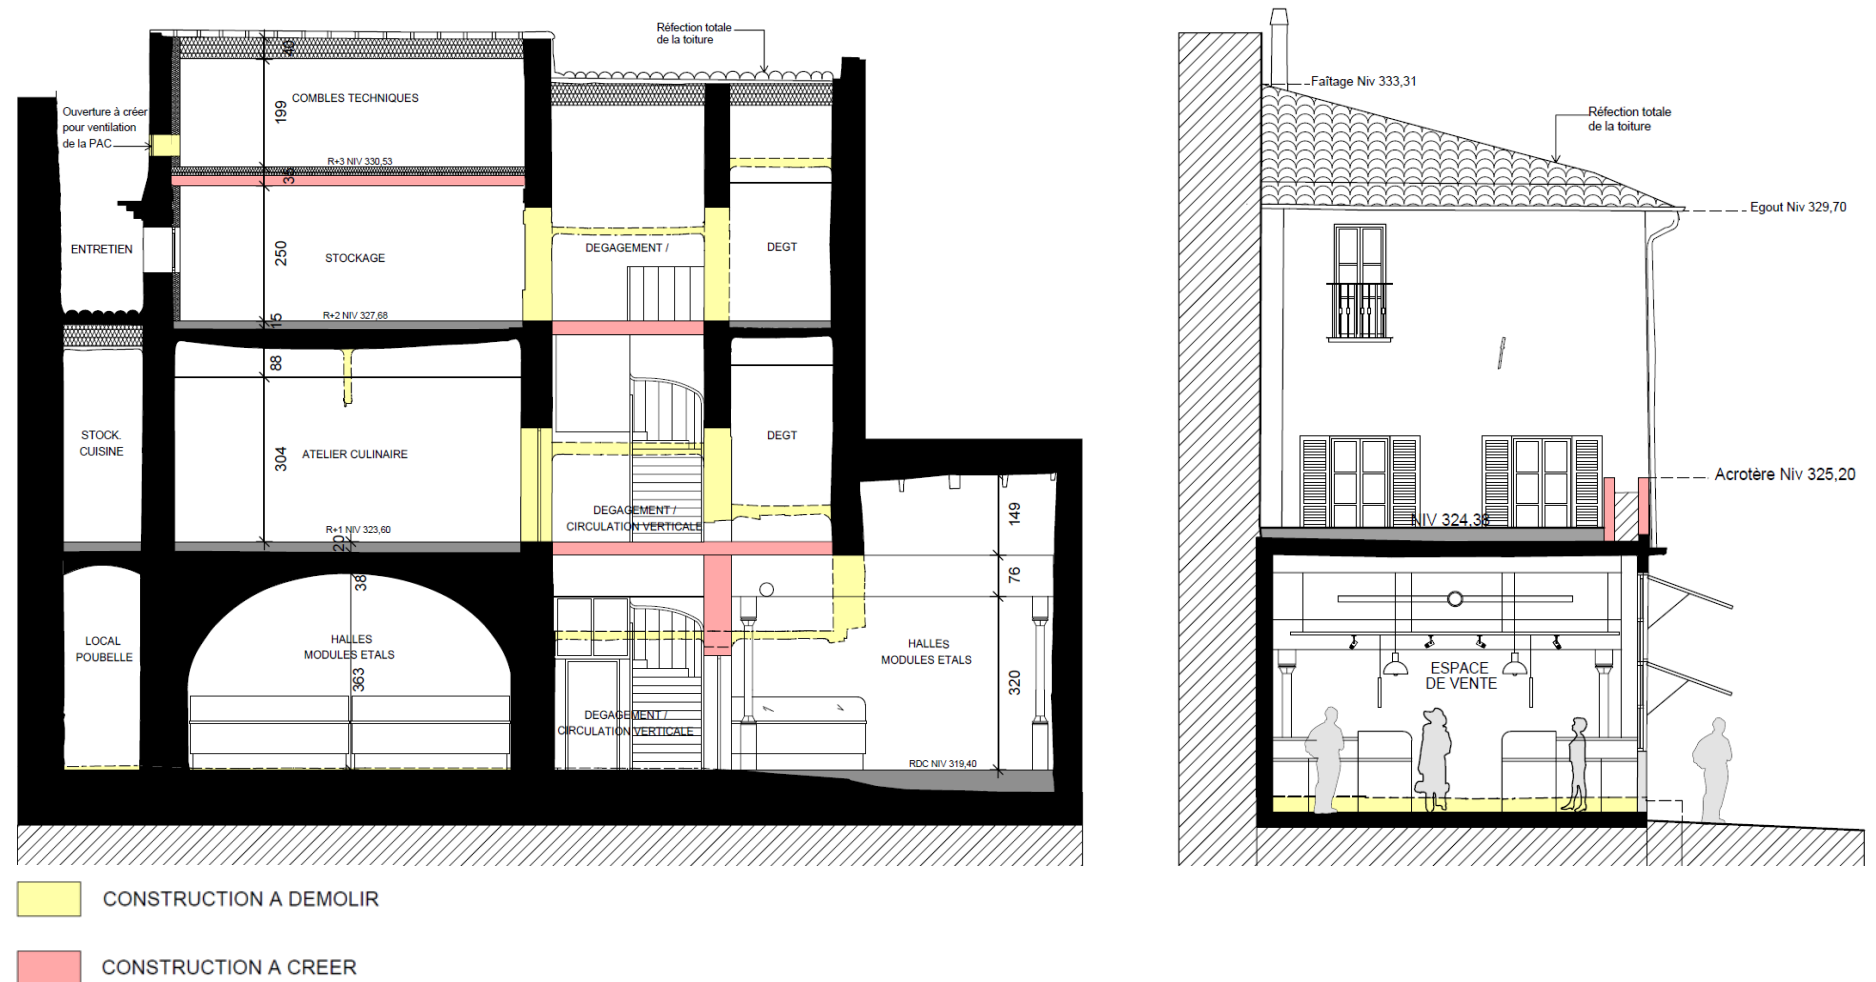 Réfection totale
de la toiture
40
COMBLES TECHNIQUES
199
Ouverture à créer
pour ventilation
de la PAC
R+3 NIV 330,53
35
ENTRETIEN
250
STOCKAGE
DEGAGEMENT /
DEGT
R+2 NIV 327,68
15
88
STOCK.
CUISINE
304
ATELIER CULINAIRE
DEGT
DEGAGEMENT /
CIRCULATION VERTICALE
R+1 NIV 323,60
20
149
76
38
LOCAL
POUBELLE
HALLES
MODULES ETALS
363
HALLES
MODULES ETALS
320
DEGAGEMENT /
CIRCULATION VERTICALE
RDC NIV 319,40
Faîtage Niv 333,31
Réfection totale
de la toiture
Egout Niv 329,70
Acrotère Niv 325,20
NIV 324,38
ESPACE
DE VENTE
CONSTRUCTION A DEMOLIR
CONSTRUCTION A CREER